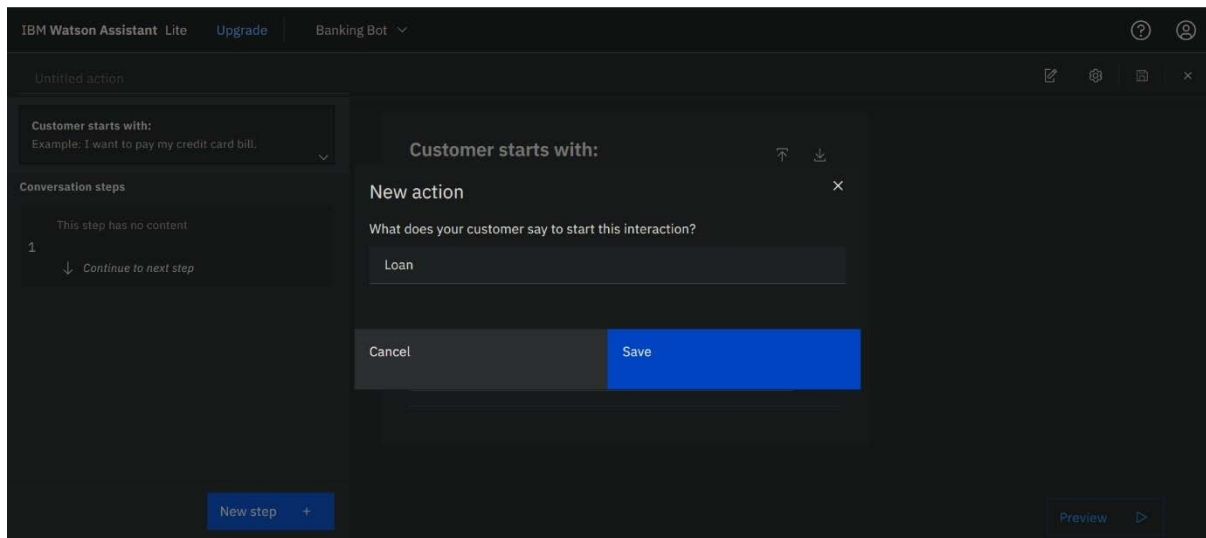 IBM Watson Assistant Lite Upgrade Banking Bot
Untitled action
Customer starts with:
Example: I want to pay my credit card bill.
Conversation steps
This step has no content
1
Continue to next step
New step +
Customer starts with:
New action
What does your customer say to start this interaction?
Loan
Cancel Save
Preview